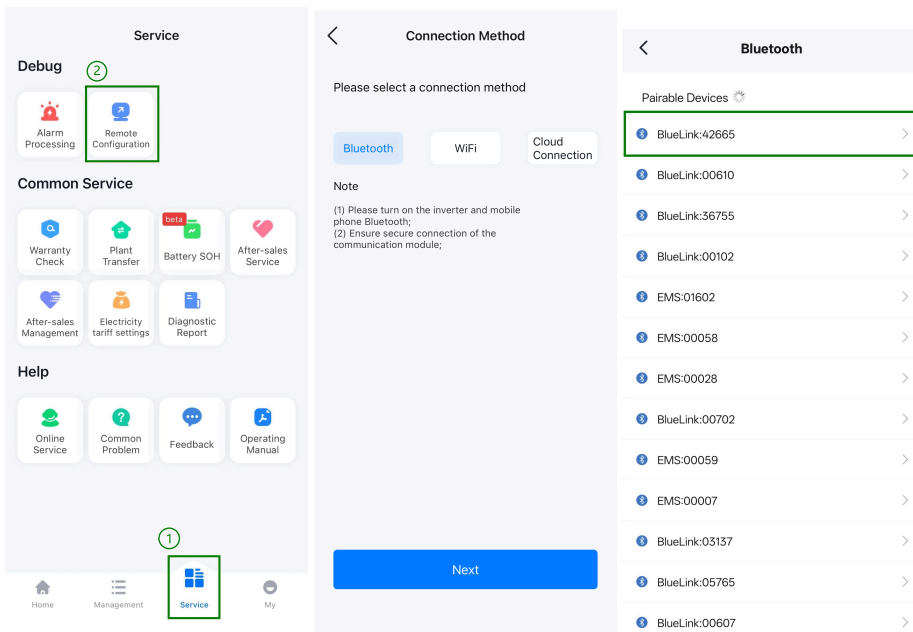 Service
Debug
②
Alarm
Processing
Remote
Configuration
Common Service
Warranty
Check
Plant
Transfer
beta
Battery SOH
After-sales
Service
After-sales
Management
Electricity
tariff settings
Diagnostic
Report
Help
Online
Service
Common
Problem
Feedback
Operating
Manual
①
Home
Management
Service
My
Connection Method
Please select a connection method
Bluetooth
WiFi
Cloud
Connection
Note
(1) Please turn on the inverter and mobile
phone Bluetooth;
(2) Ensure secure connection of the
communication module;
Next
Bluetooth
Pairable Devices
BlueLink:42665
BlueLink:00610
BlueLink:36755
BlueLink:00102
EMS:01602
EMS:00058
EMS:00028
BlueLink:00702
EMS:00059
EMS:00007
BlueLink:03137
BlueLink:05765
BlueLink:00607